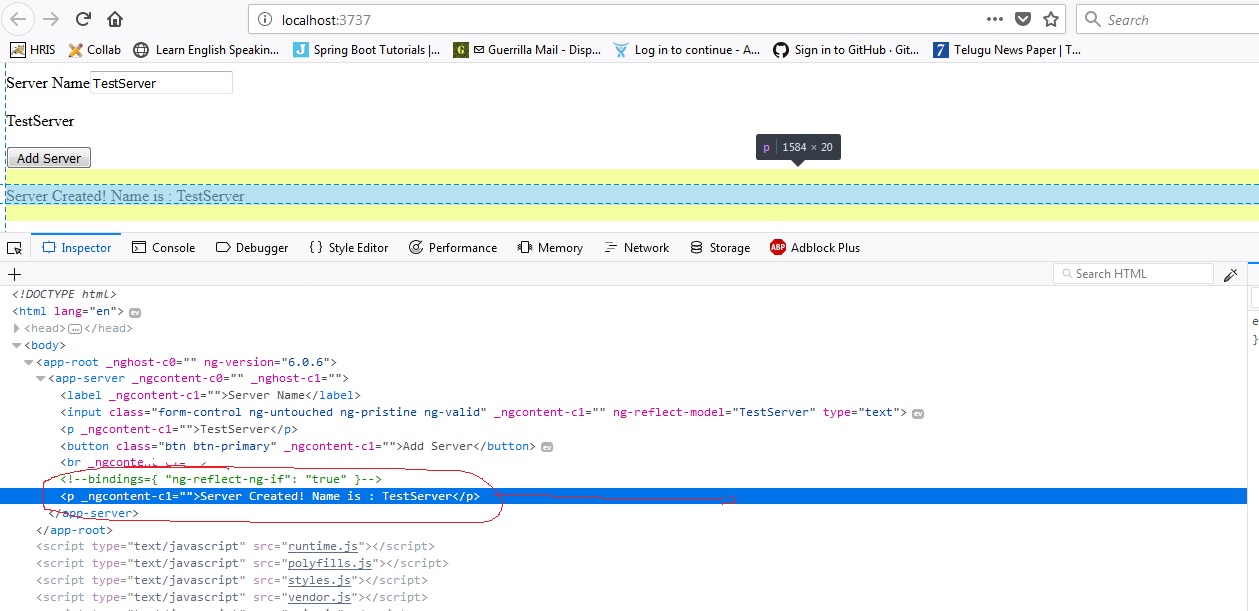 localhost:3737 ••• Search
HRIS Collab Learn English Speakin... Spring Boot Tutorials |... G Guerrilla Mail - Disp... Log in to continue - A... Sign in to GitHub · Git... 7 Telugu News Paper | T...
Server Name TestServer
TestServer
p 1584 × 20
Add Server
Server Created! Name is : TestServer
Inspector Console Debugger {} Style Editor Performance Memory Network Storage ABP Adblock Plus
+ Search HTML
<!DOCTYPE html>
<html lang="en"> ev
<head>…</head>
<body>
<app-root _nghost-c0="" ng-version="6.0.6">
<app-server _ngcontent-c0="" _nghost-c1="">
<label _ngcontent-c1="">Server Name</label>
<input class="form-control ng-untouched ng-pristine ng-valid" _ngcontent-c1="" ng-reflect-model="TestServer" type="text"> ev
<p _ngcontent-c1="">TestServer</p>
<button class="btn btn-primary" _ngcontent-c1="">Add Server</button> ev
<br
<!--bindings={ "ng-reflect-ng-if": "true" }-->
<p _ngcontent-c1="">Server Created! Name is : TestServer</p>
</app-server>
</app-root>
<script type="text/javascript" src="runtime.js"></script>
<script type="text/javascript" src="polyfills.js"></script>
<script type="text/javascript" src="styles.js"></script>
<script type="text/javascript" src="vendor.js"></script>